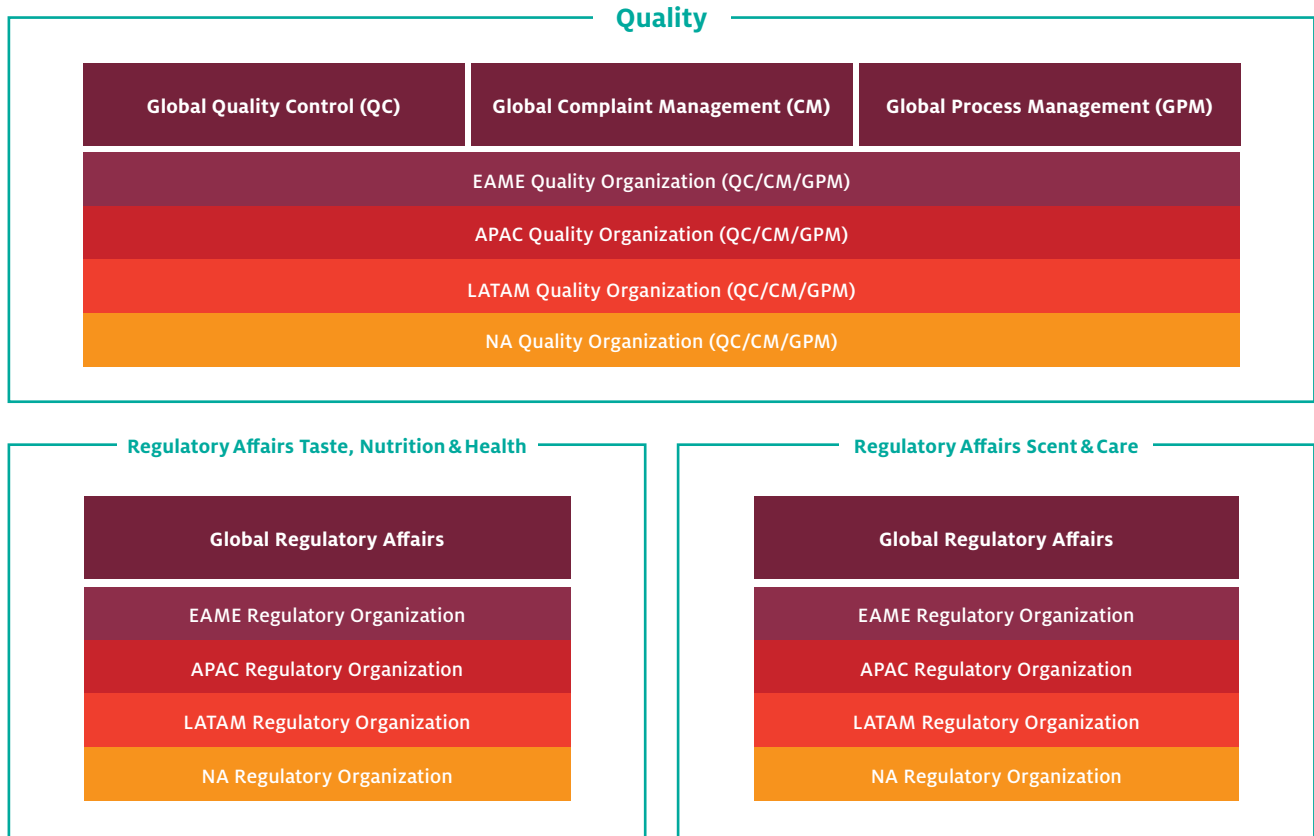 Quality
Global Quality Control (QC)
Global Complaint Management (CM)
Global Process Management (GPM)
EAME Quality Organization (QC/CM/GPM)
APAC Quality Organization (QC/CM/GPM)
LATAM Quality Organization (QC/CM/GPM)
NA Quality Organization (QC/CM/GPM)
Regulatory Affairs Taste, Nutrition & Health
Global Regulatory Affairs
EAME Regulatory Organization
APAC Regulatory Organization
LATAM Regulatory Organization
NA Regulatory Organization
Regulatory Affairs Scent & Care
Global Regulatory Affairs
EAME Regulatory Organization
APAC Regulatory Organization
LATAM Regulatory Organization
NA Regulatory Organization